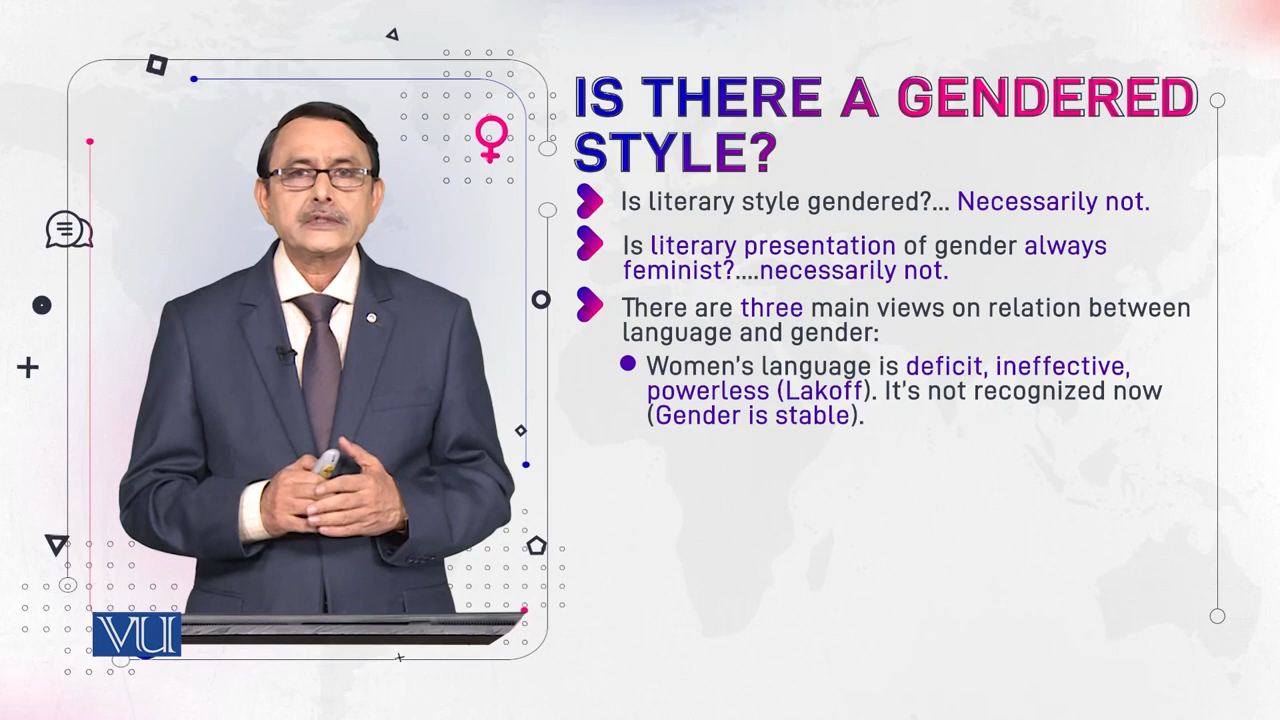 IS THERE A GENDERED
STYLE?
Is literary style gendered?... Necessarily not.
Is literary presentation of gender always
feminist?....necessarily not.
There are three main views on relation between
language and gender:
Women's language is deficit, ineffective,
powerless (Lakoff). It's not recognized now
(Gender is stable).
VU